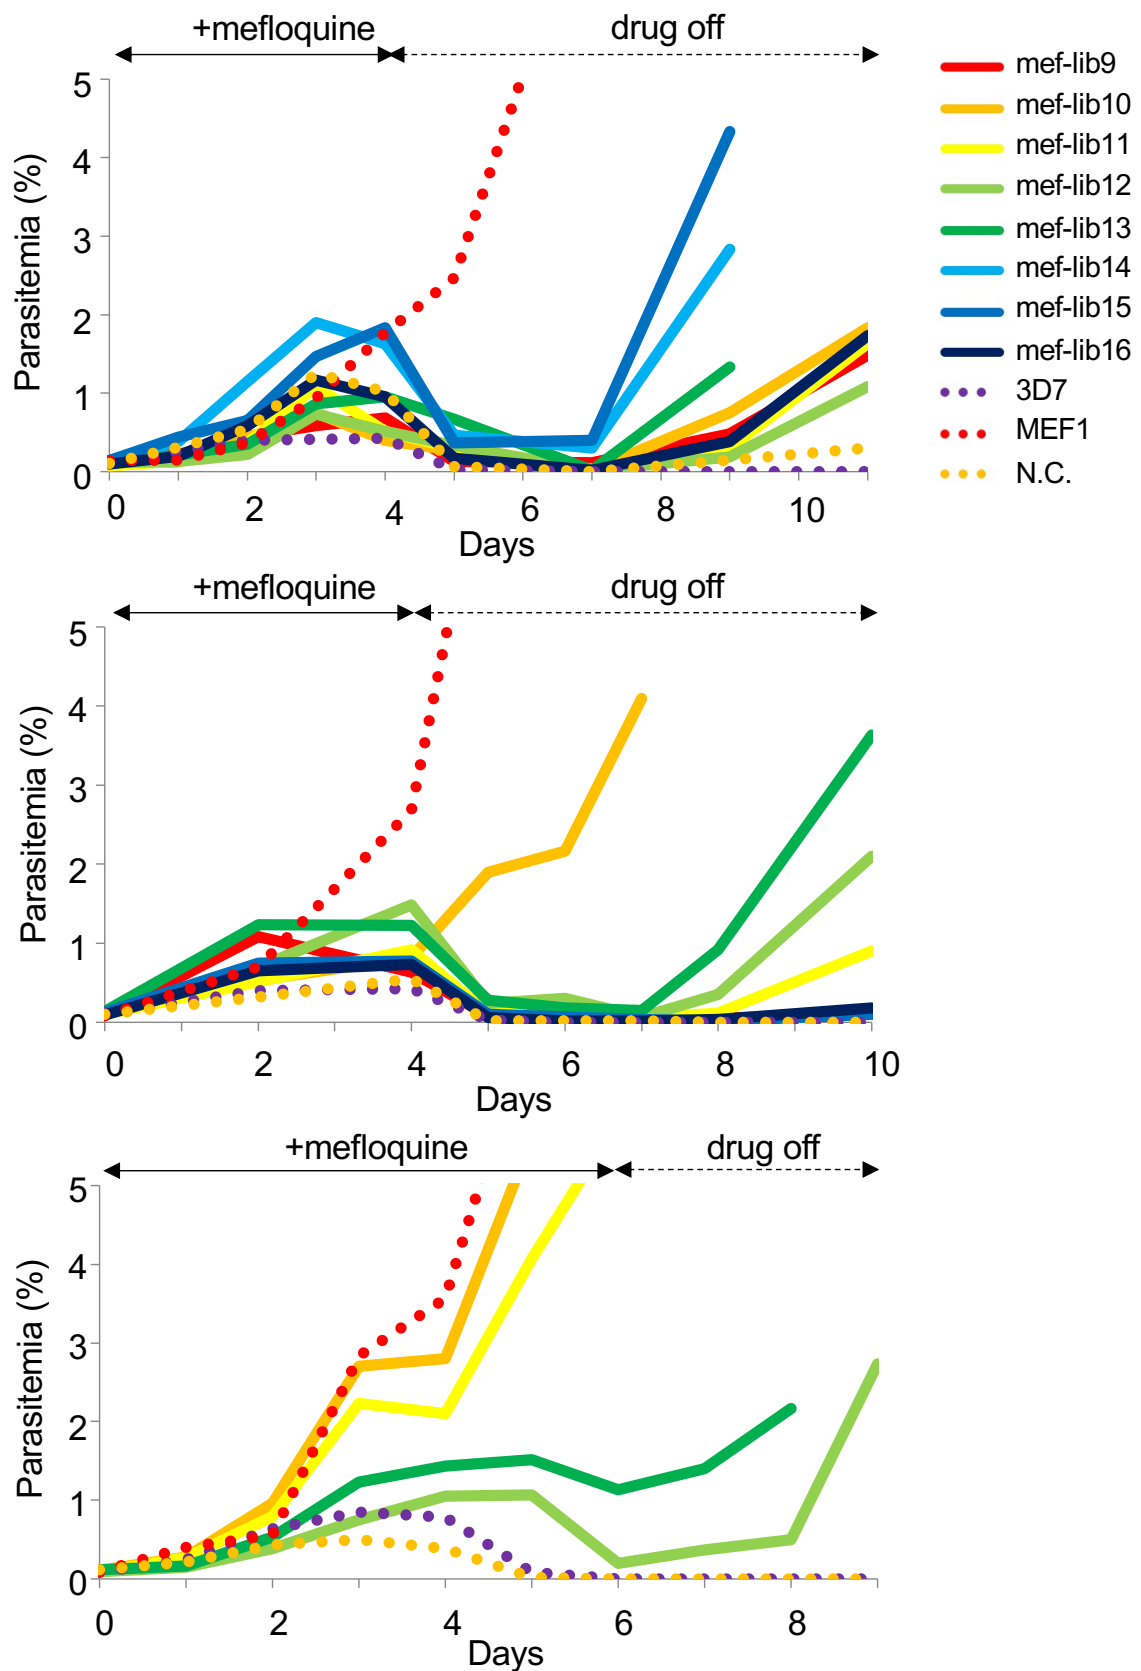 +mefloquine drug off
5
4
3
2
1
0
Parasitemia (%)
0 2 4 6 8 10
Days
mef-lib9
mef-lib10
mef-lib11
mef-lib12
mef-lib13
mef-lib14
mef-lib15
mef-lib16
3D7
MEF1
N.C.
+mefloquine drug off
5
4
3
2
1
0
Parasitemia (%)
0 2 4 6 8 10
Days
+mefloquine drug off
5
4
3
2
1
0
Parasitemia (%)
0 2 4 6 8
Days